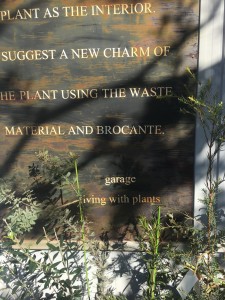 PLANT AS THE INTERIOR.
SUGGEST A NEW CHARM OF
HE PLANT USING THE WASTE
MATERIAL AND BROCANTE,
garage
living with plants